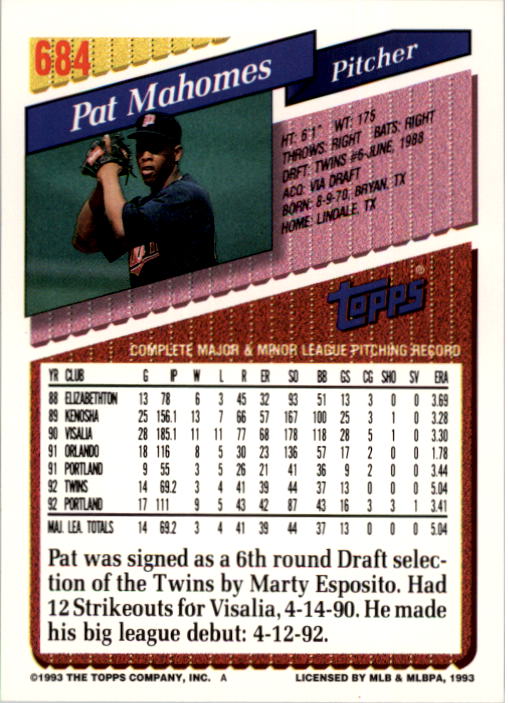 684
Pat Mahomes
Pitcher
HT: 6'1" WT: 175
THROWS: RIGHT BATS: RIGHT
DRFT: TWINS #6-JUNE, 1988
ACQ: VIA DRAFT
BORN: 8-9-70, BRYAN, TX
HOME: LINDALE, TX
TOPPS®
COMPLETE MAJOR & MINOR LEAGUE PITCHING RECORD
YR CLUB G IP W L R ER SO BB GS CG SHO SV ERA
88 ELIZABETHTON 13 78 6 3 45 32 93 51 13 3 0 0 3.69
89 KENOSHA 25 156.1 13 7 66 57 167 100 25 3 1 0 3.28
90 VISALIA 28 185.1 11 11 77 68 178 118 28 5 1 0 3.30
91 ORLANDO 18 116 8 5 30 23 136 57 17 2 0 0 1.78
91 PORTLAND 9 55 3 5 26 21 41 36 9 2 0 0 3.44
92 TWINS 14 69.2 3 4 41 39 44 37 13 0 0 0 5.04
92 PORTLAND 17 111 9 5 43 42 87 43 16 3 3 1 3.41
MAJ. LEA. TOTALS 14 69.2 3 4 41 39 44 37 13 0 0 0 5.04
Pat was signed as a 6th round Draft selec-
tion of the Twins by Marty Esposito. Had
12 Strikeouts for Visalia, 4-14-90. He made
his big league debut: 4-12-92.
©1993 THE TOPPS COMPANY, INC. A LICENSED BY MLB & MLBPA, 1993